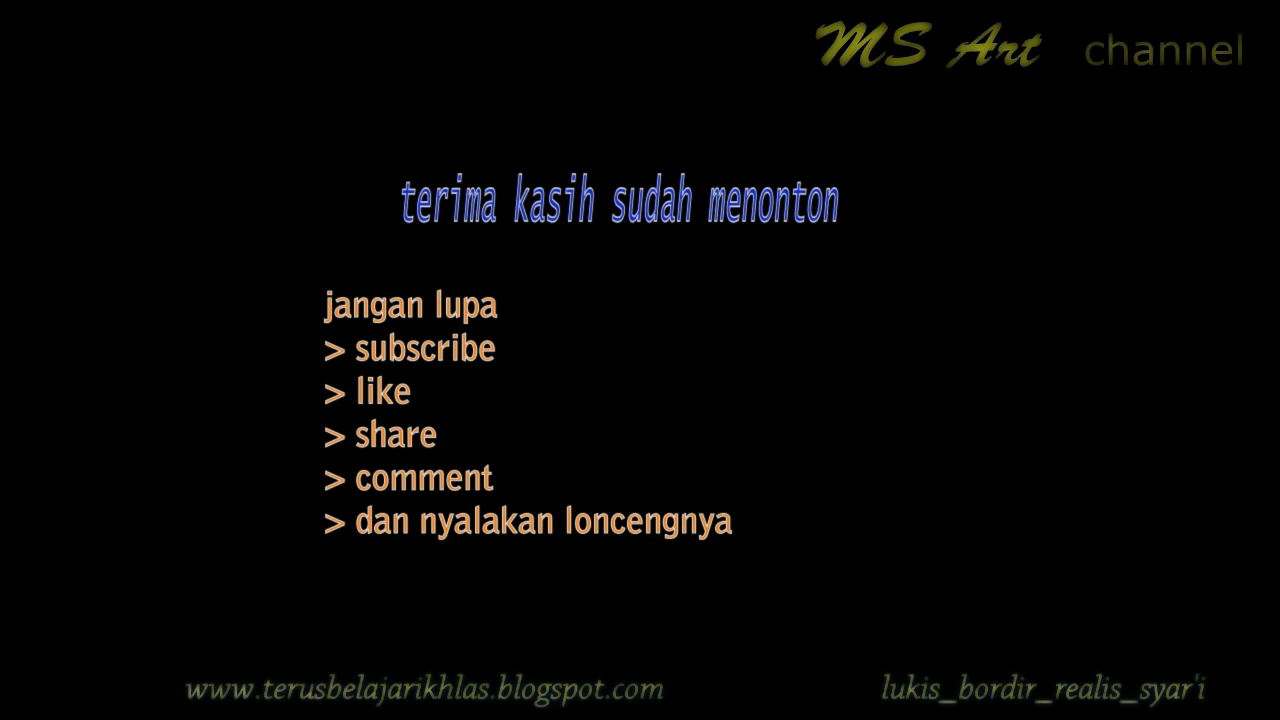 MS Art channel
terima kasih sudah menonton
jangan lupa
> subscribe
> like
> share
> comment
> dan nyalakan loncengnya
www.terusbelajarikhlas.blogspot.com
lukis_bordir_realis_syar'i